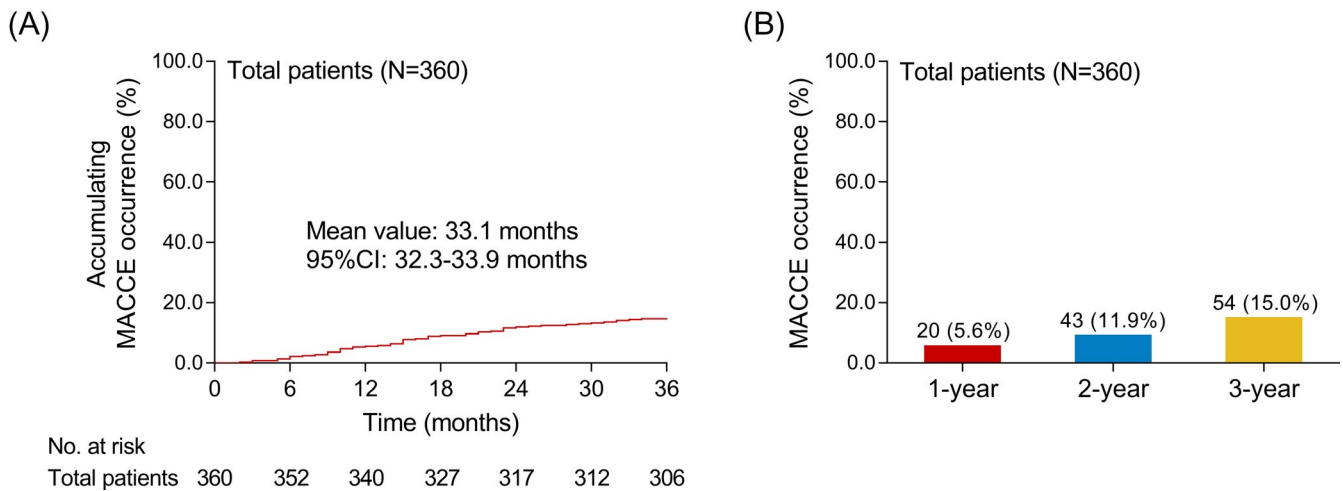 (A)
Accumulating
MACCE occurrence (%)
100.0
80.0
60.0
40.0
20.0
0.0
Total patients (N=360)
Mean value: 33.1 months
95%CI: 32.3-33.9 months
0 6 12 18 24 30 36
Time (months)
No. at risk
Total patients 360 352 340 327 317 312 306
(B)
MACCE occurrence (%)
100.0
80.0
60.0
40.0
20.0
0.0
Total patients (N=360)
20 (5.6%)
43 (11.9%)
54 (15.0%)
1-year 2-year 3-year